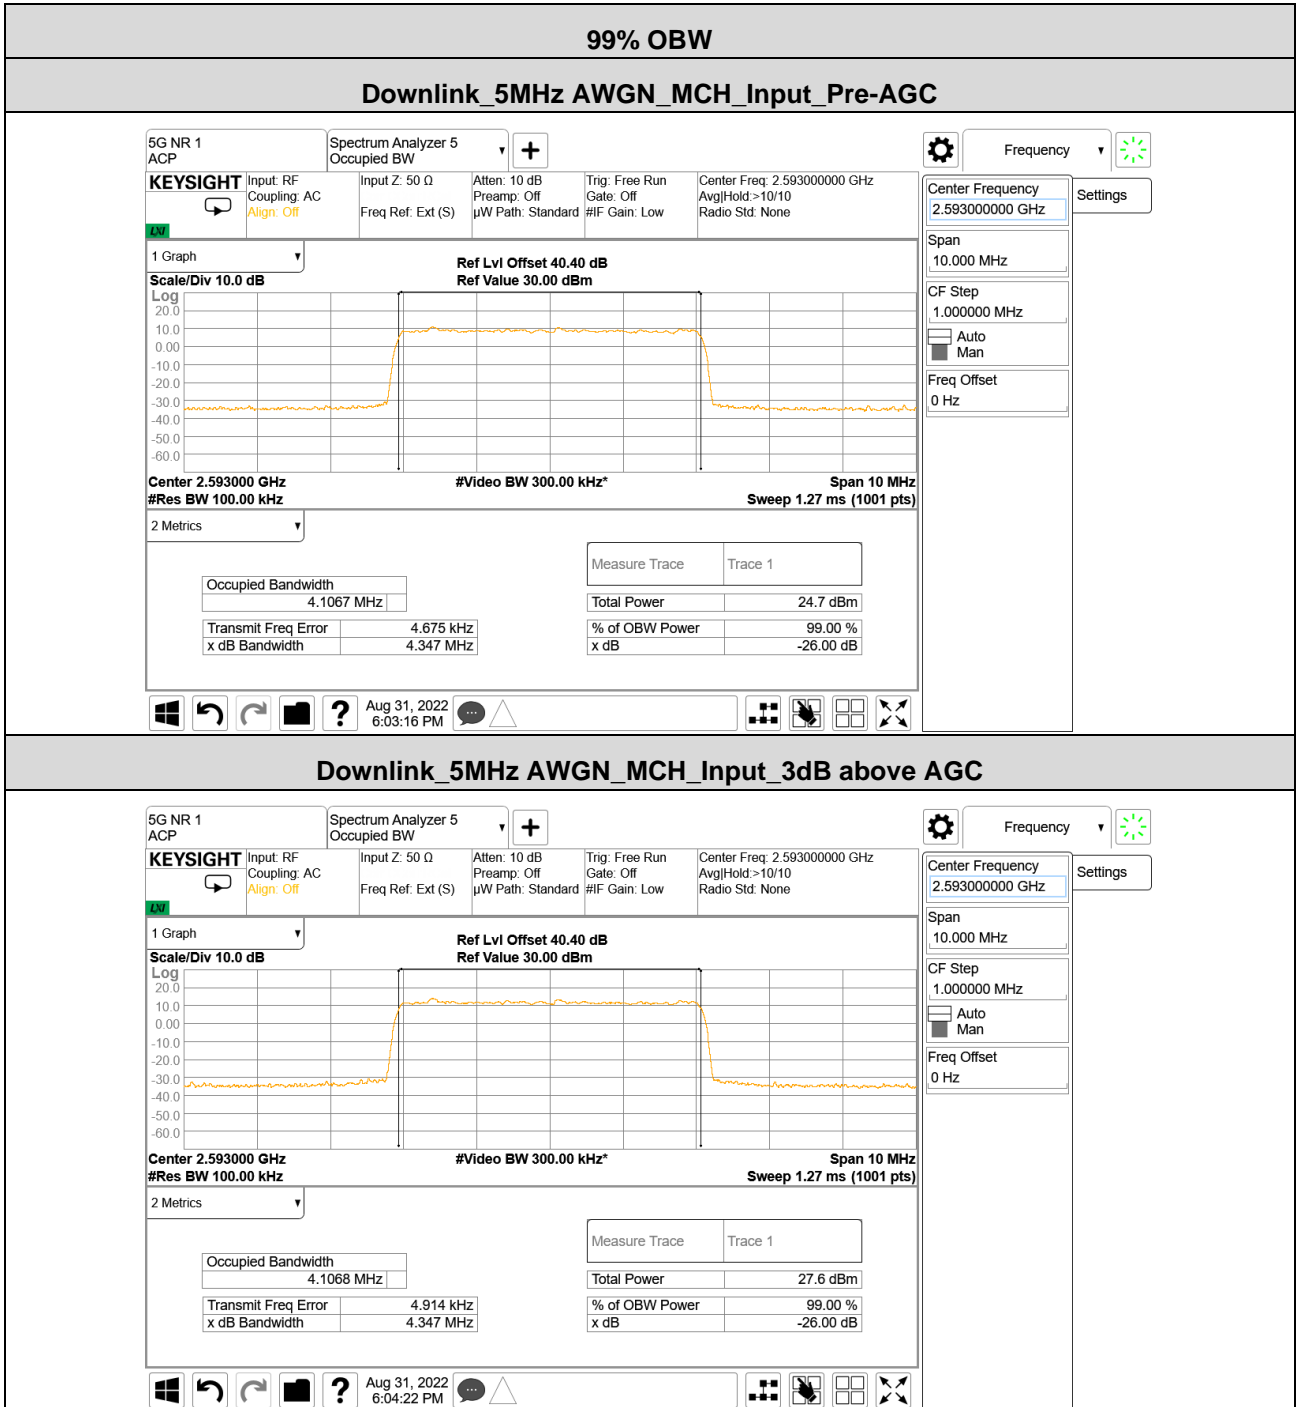 99% OBW
Downlink_5MHz AWGN_MCH_Input_Pre-AGC
5G NR 1
ACP
Spectrum Analyzer 5
Occupied BW
Frequency
KEYSIGHT
LXI
Input: RF
Coupling: AC
Align: Off
Input Z: 50 Ω
Freq Ref: Ext (S)
Atten: 10 dB
Preamp: Off
µW Path: Standard
Trig: Free Run
Gate: Off
#IF Gain: Low
Center Freq: 2.593000000 GHz
Avg|Hold:>10/10
Radio Std: None
Center Frequency
2.593000000 GHz
Settings
Span
10.000 MHz
CF Step
1.000000 MHz
Auto
Man
Freq Offset
0 Hz
1 Graph
Scale/Div 10.0 dB
Ref Lvl Offset 40.40 dB
Ref Value 30.00 dBm
Log
20.0
10.0
0.00
-10.0
-20.0
-30.0
-40.0
-50.0
-60.0
Center 2.593000 GHz
#Video BW 300.00 kHz*
Span 10 MHz
#Res BW 100.00 kHz
Sweep 1.27 ms (1001 pts)
2 Metrics
Measure Trace Trace 1
Occupied Bandwidth
4.1067 MHz
Total Power 24.7 dBm
Transmit Freq Error 4.675 kHz
% of OBW Power 99.00 %
x dB Bandwidth 4.347 MHz
x dB -26.00 dB
?
Aug 31, 2022
6:03:16 PM
Downlink_5MHz AWGN_MCH_Input_3dB above AGC
5G NR 1
ACP
Spectrum Analyzer 5
Occupied BW
Frequency
KEYSIGHT
LXI
Input: RF
Coupling: AC
Align: Off
Input Z: 50 Ω
Freq Ref: Ext (S)
Atten: 10 dB
Preamp: Off
µW Path: Standard
Trig: Free Run
Gate: Off
#IF Gain: Low
Center Freq: 2.593000000 GHz
Avg|Hold:>10/10
Radio Std: None
Center Frequency
2.593000000 GHz
Settings
Span
10.000 MHz
CF Step
1.000000 MHz
Auto
Man
Freq Offset
0 Hz
1 Graph
Scale/Div 10.0 dB
Ref Lvl Offset 40.40 dB
Ref Value 30.00 dBm
Log
20.0
10.0
0.00
-10.0
-20.0
-30.0
-40.0
-50.0
-60.0
Center 2.593000 GHz
#Video BW 300.00 kHz*
Span 10 MHz
#Res BW 100.00 kHz
Sweep 1.27 ms (1001 pts)
2 Metrics
Measure Trace Trace 1
Occupied Bandwidth
4.1068 MHz
Total Power 27.6 dBm
Transmit Freq Error 4.914 kHz
% of OBW Power 99.00 %
x dB Bandwidth 4.347 MHz
x dB -26.00 dB
?
Aug 31, 2022
6:04:22 PM